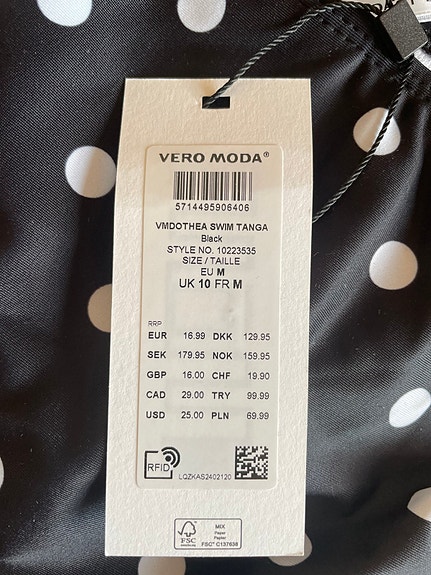 VERO MODA®
5714495906406
VMDOTHEA SWIM TANGA
Black
STYLE NO. 10223535
SIZE / TAILLE
EU M
UK 10 FR M
RRP
EUR 16.99 DKK 129.95
SEK 179.95 NOK 159.95
GBP 16.00 CHF 19.90
CAD 29.00 TRY 99.99
USD 25.00 PLN 69.99
RFID
LQZKAS2402120
FSC
MIX
Paper
Papier
FSC® C137638